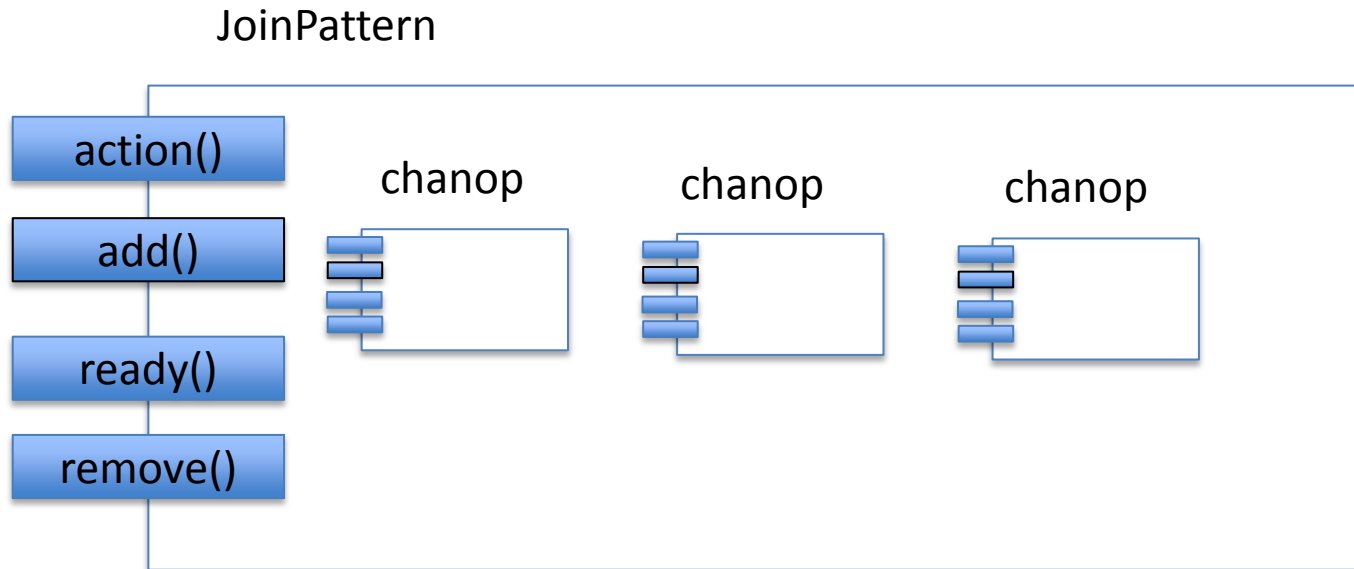 JoinPattern
action()
add()
ready()
remove()
chanop
chanop
chanop